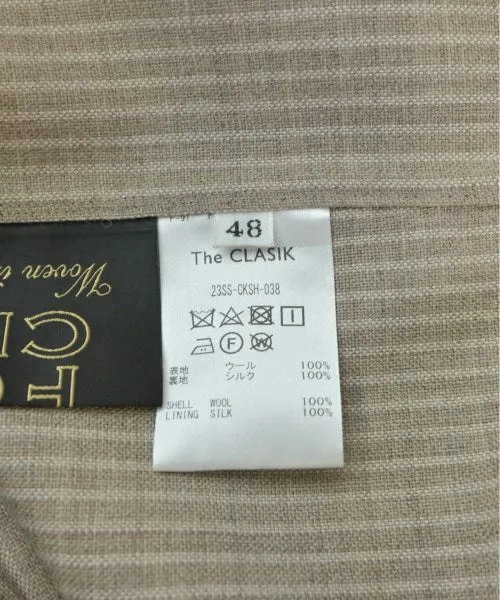 48
The CLASIK
23SS-CKSH-038
F W
表地 ウール 100%
裏地 シルク 100%
SHELL WOOL 100%
LINING SILK 100%
Woven i